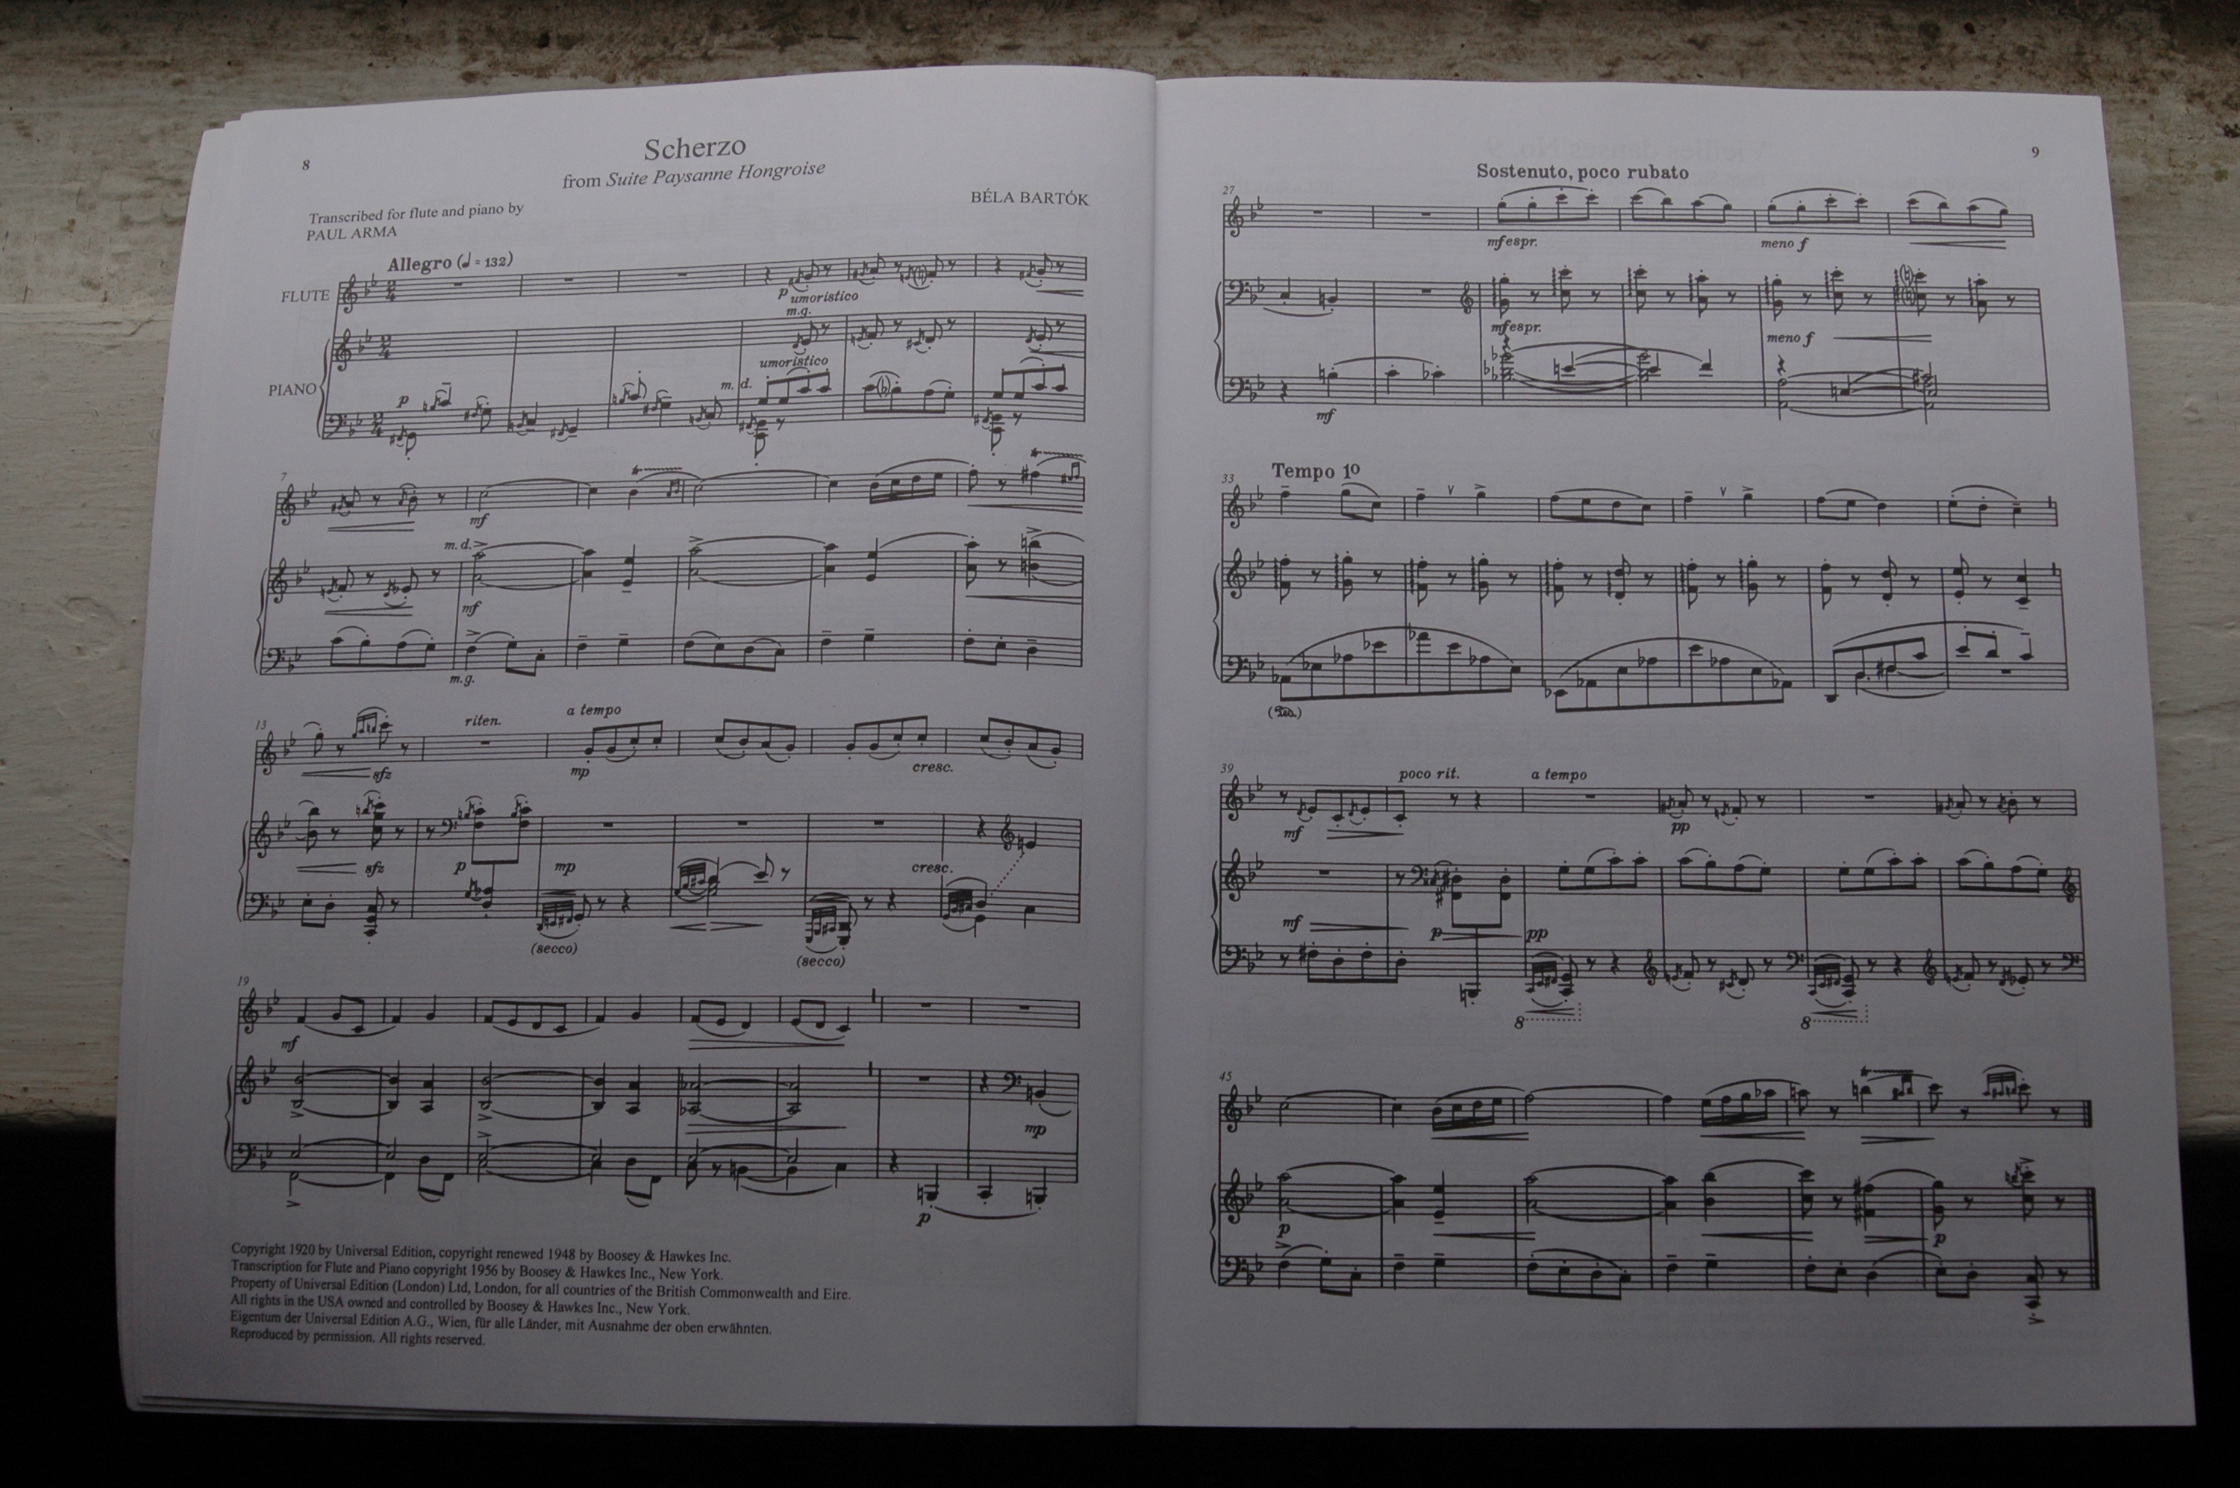 8
Scherzo
from Suite Paysanne Hongroise
Transcribed for flute and piano by
PAUL ARMA
BÉLA BARTÓK
Allegro (♩ = 132)
FLUTE
p umoristico
m.g.
PIANO
umoristico
m. d.
p
7
mf
m. d.
mf
m.g.
13
riten.
a tempo
sfz
mp
cresc.
sfz
p
mp
cresc.
(secco)
(secco)
19
mf
mp
p
Copyright 1920 by Universal Edition, copyright renewed 1948 by Boosey & Hawkes Inc.
Transcription for Flute and Piano copyright 1956 by Boosey & Hawkes Inc., New York.
Property of Universal Edition (London) Ltd, London, for all countries of the British Commonwealth and Eire.
All rights in the USA owned and controlled by Boosey & Hawkes Inc., New York.
Eigentum der Universal Edition A.G., Wien, für alle Länder, mit Ausnahme der oben erwähnten.
Reproduced by permission. All rights reserved.
9
Sostenuto, poco rubato
27
mf espr.
meno f
mf espr.
meno f
mf
Tempo 1º
33
(Ped.)
39
poco rit.
a tempo
mf
pp
mf
p
pp
8
8
45
p
p